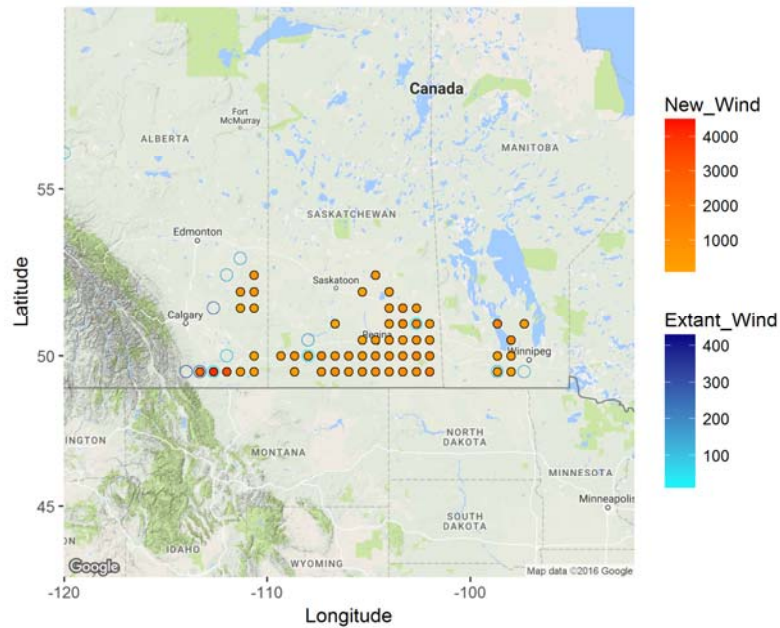 Canada
Fort
McMurray
ALBERTA
MANITOBA
SASKATCHEWAN
Edmonton
Saskatoon
Calgary
Regina
Winnipeg
NORTH
DAKOTA
MONTANA
MINNESOTA
INGTON
SOUTH
DAKOTA
Minneapolis
ON
IDAHO
WYOMING
Google
Map data ©2016 Google
55
50
45
Latitude
-120
-110
-100
Longitude
New_Wind
4000
3000
2000
1000
Extant_Wind
400
300
200
100